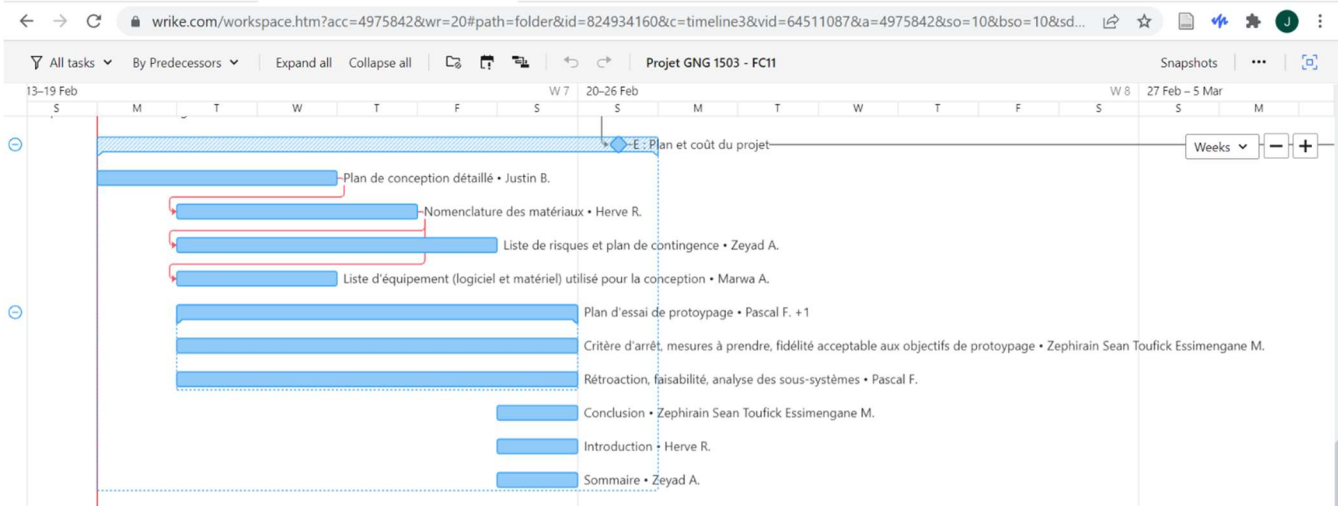 wrike.com/workspace.htm?acc=4975842&wr=20#path=folder&id=824934160&c=timeline3&vid=64511087&a=4975842&so=10&bso=10&sd...
J
All tasks By Predecessors Expand all Collapse all Projet GNG 1503 - FC11 Snapshots
13–19 Feb W 7 20–26 Feb W 8 27 Feb – 5 Mar
S M T W T F S S M T W T F S S M
E : Plan et coût du projet
Weeks
Plan de conception détaillé • Justin B.
Nomenclature des matériaux • Herve R.
Liste de risques et plan de contingence • Zeyad A.
Liste d'équipement (logiciel et matériel) utilisé pour la conception • Marwa A.
Plan d'essai de protoypage • Pascal F. +1
Critère d'arrêt, mesures à prendre, fidélité acceptable aux objectifs de protoypage • Zephirain Sean Toufick Essimengane M.
Rétroaction, faisabilité, analyse des sous-systèmes • Pascal F.
Conclusion • Zephirain Sean Toufick Essimengane M.
Introduction • Herve R.
Sommaire • Zeyad A.